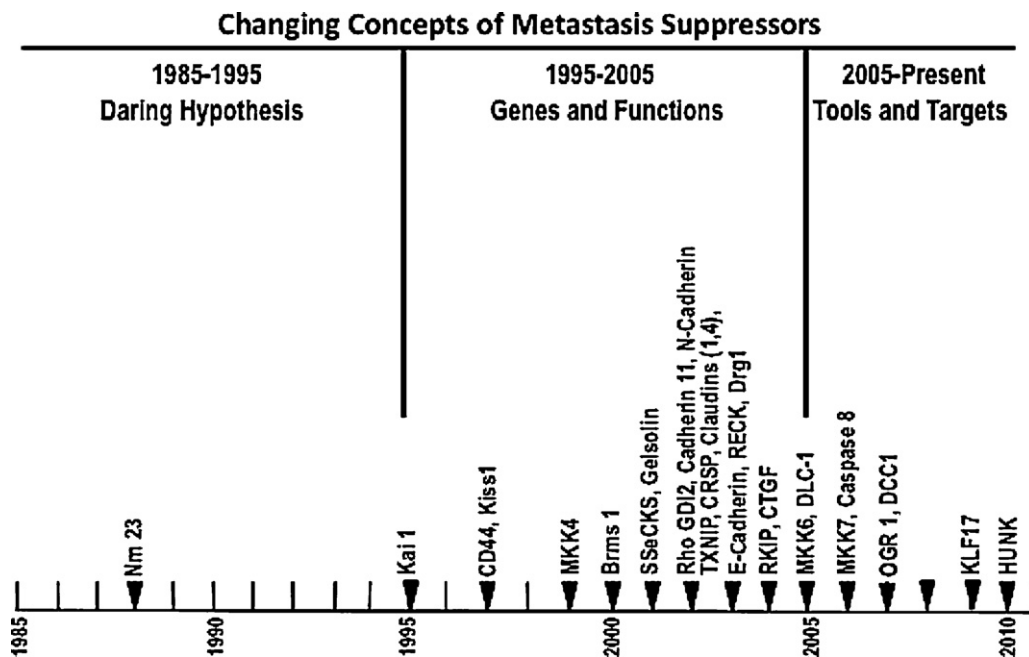 Changing Concepts of Metastasis Suppressors
1985-1995
Daring Hypothesis
1995-2005
Genes and Functions
2005-Present
Tools and Targets
Nm 23
Kai 1
CD44, Kiss1
MKK4
Brms 1
SSeCKS, Gelsolin
Rho GDI2, Cadherin 11, N-Cadherin
TXNIP, CRSP, Claudins (1,4),
E-Cadherin, RECK, Drg1
RKIP, CTGF
MKK6, DLC-1
MKK7, Caspase 8
OGR 1, DCC1
KLF17
HUNK
1985
1990
1995
2000
2005
2010